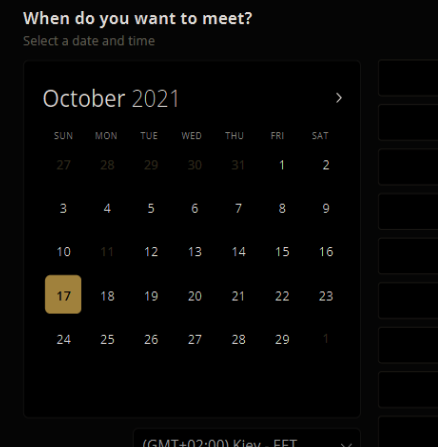 When do you want to meet?
Select a date and time
October 2021
SUN MON TUE WED THU FRI SAT
27 28 29 30 31 1 2
3 4 5 6 7 8 9
10 11 12 13 14 15 16
17 18 19 20 21 22 23
24 25 26 27 28 29 1
(GMT+02:00) Kiev - EET